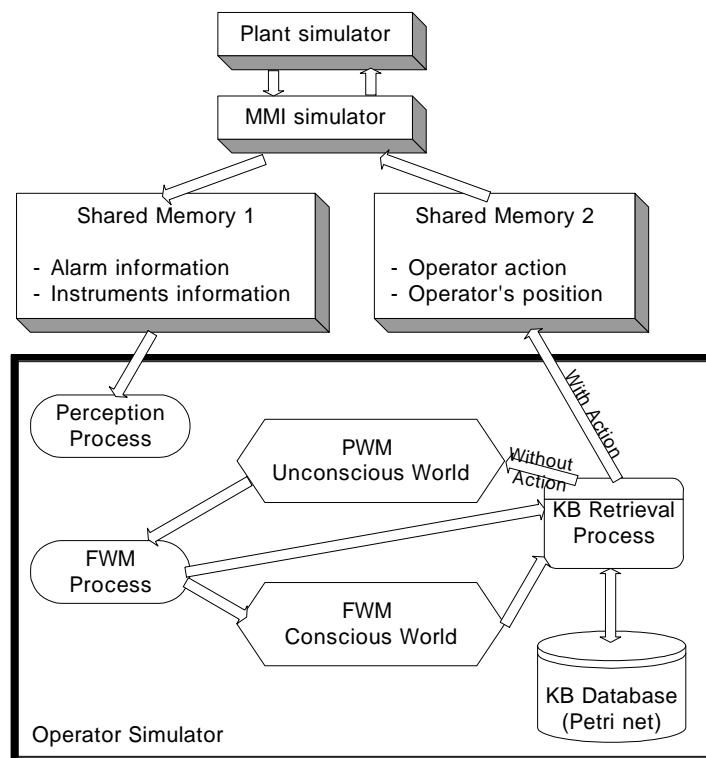 Plant simulator
MMI simulator
Shared Memory 1
- Alarm information
- Instruments information
Shared Memory 2
- Operator action
- Operator's position
With Action
Perception
Process
PWM
Unconscious World
Without
Action
KB Retrieval
Process
FWM
Process
FWM
Conscious World
KB Database
(Petri net)
Operator Simulator